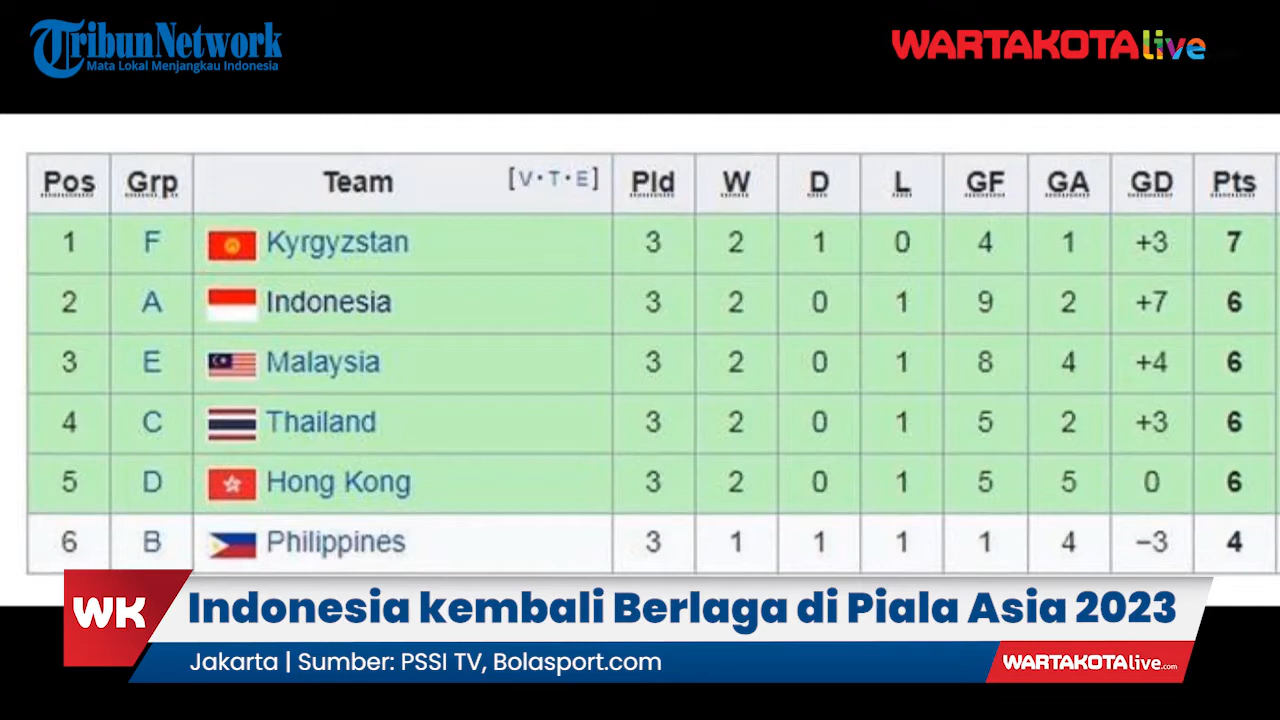 TribunNetwork
Mata Lokal Menjangkau Indonesia
WARTAKOTAlive
Pos Grp Team [V·T·E] Pld W D L GF GA GD Pts
1 F Kyrgyzstan 3 2 1 0 4 1 +3 7
2 A Indonesia 3 2 0 1 9 2 +7 6
3 E Malaysia 3 2 0 1 8 4 +4 6
4 C Thailand 3 2 0 1 5 2 +3 6
5 D Hong Kong 3 2 0 1 5 5 0 6
6 B Philippines 3 1 1 1 1 4 −3 4
WK Indonesia kembali Berlaga di Piala Asia 2023
Jakarta | Sumber: PSSI TV, Bolasport.com WARTAKOTAlive.com